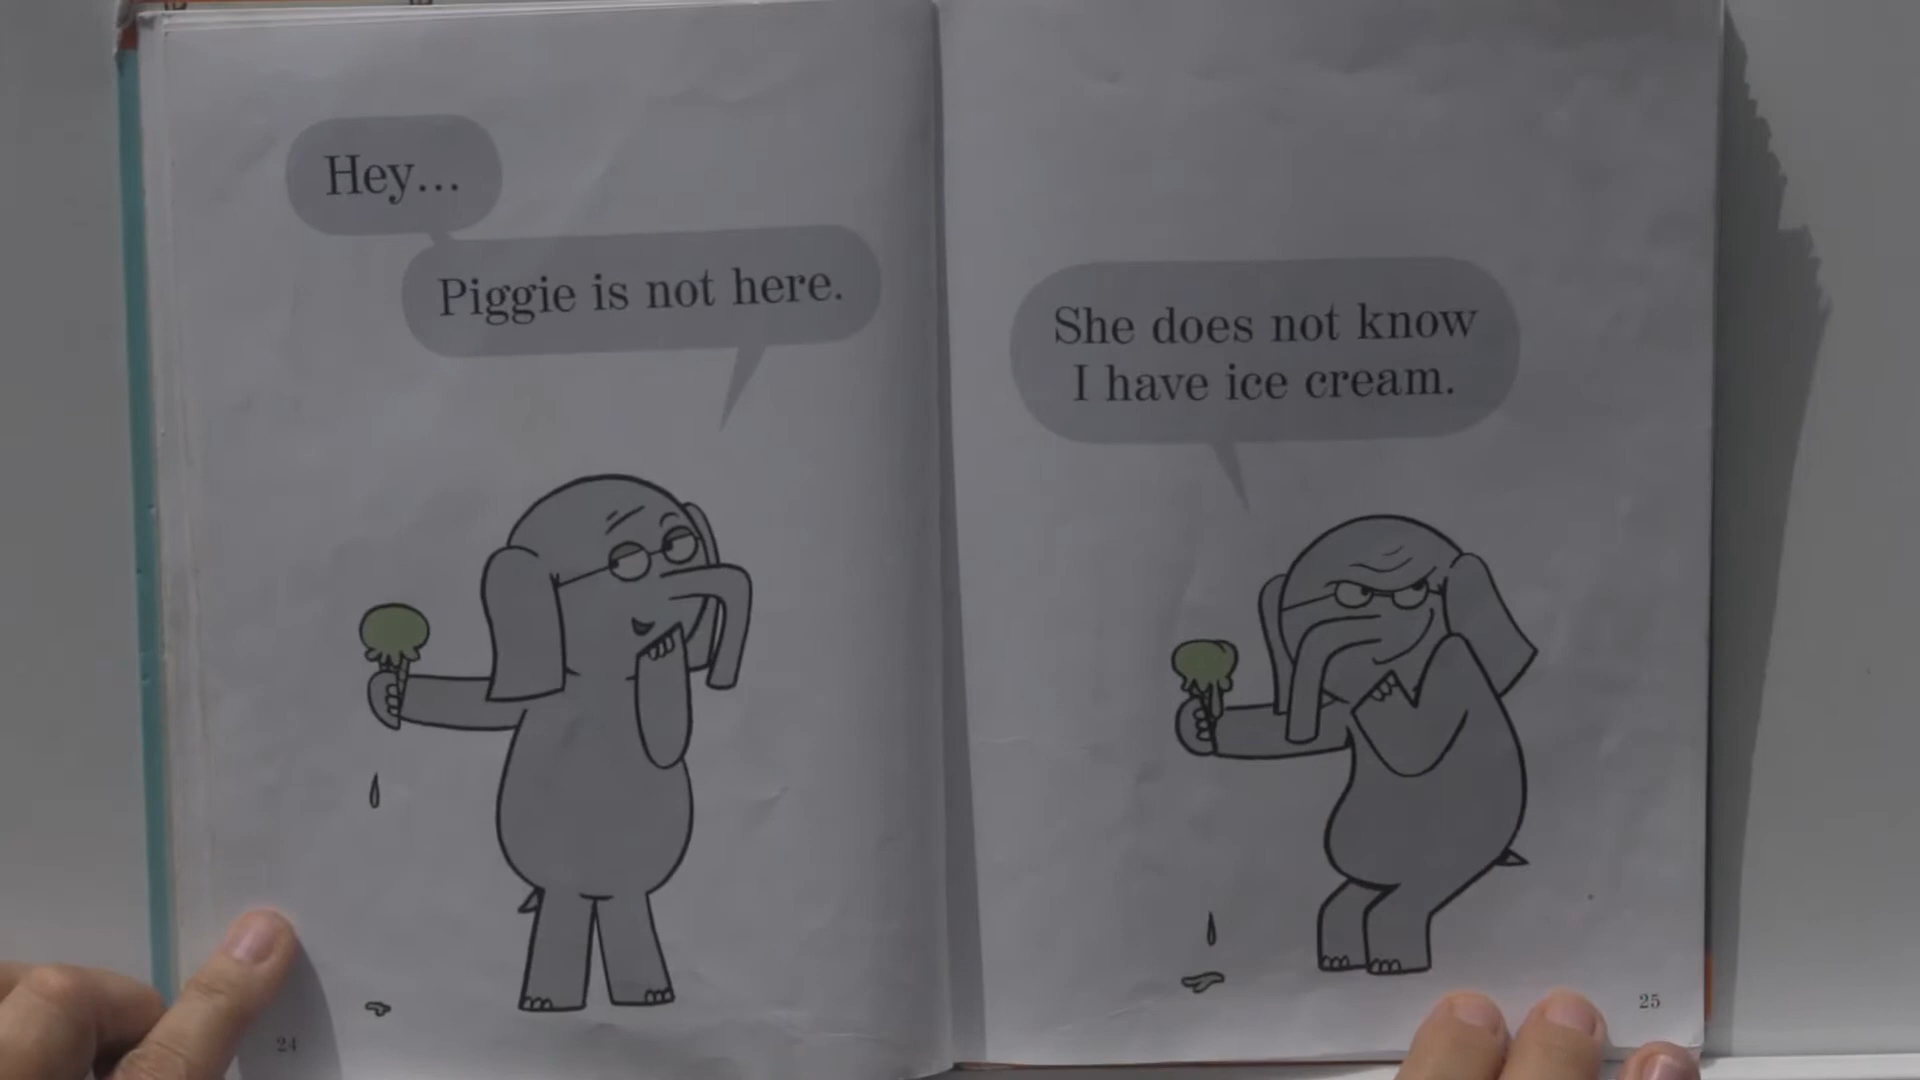 Hey...
Piggie is not here.
She does not know
I have ice cream.
24
25